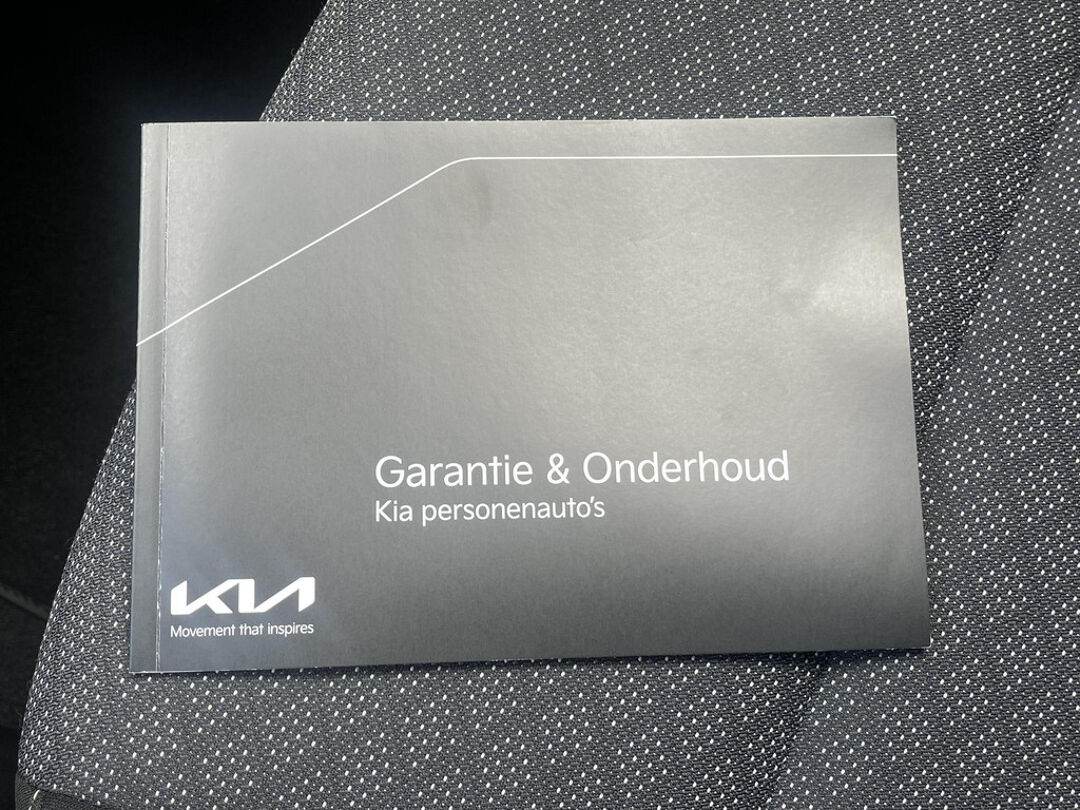 Garantie & Onderhoud
Kia personenauto's
KIA
Movement that inspires